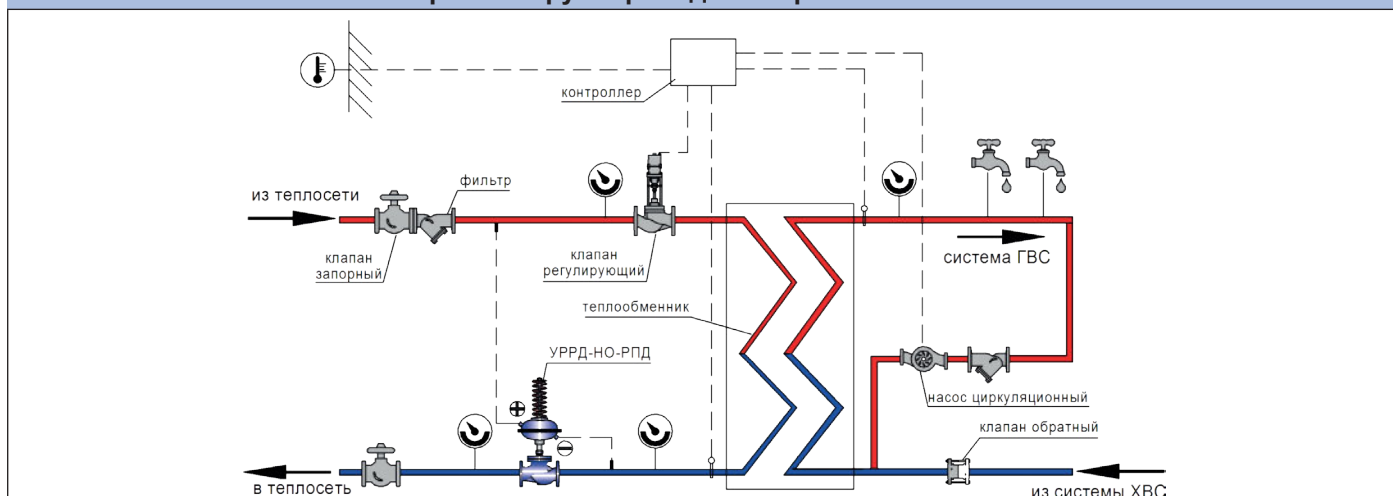 контроллер
из теплосети
фильтр
клапан
запорный
клапан
регулирующий
система ГВС
теплообменник
УРРД-НО-РПД
насос циркуляционный
клапан обратный
в теплосеть
из системы ХВС